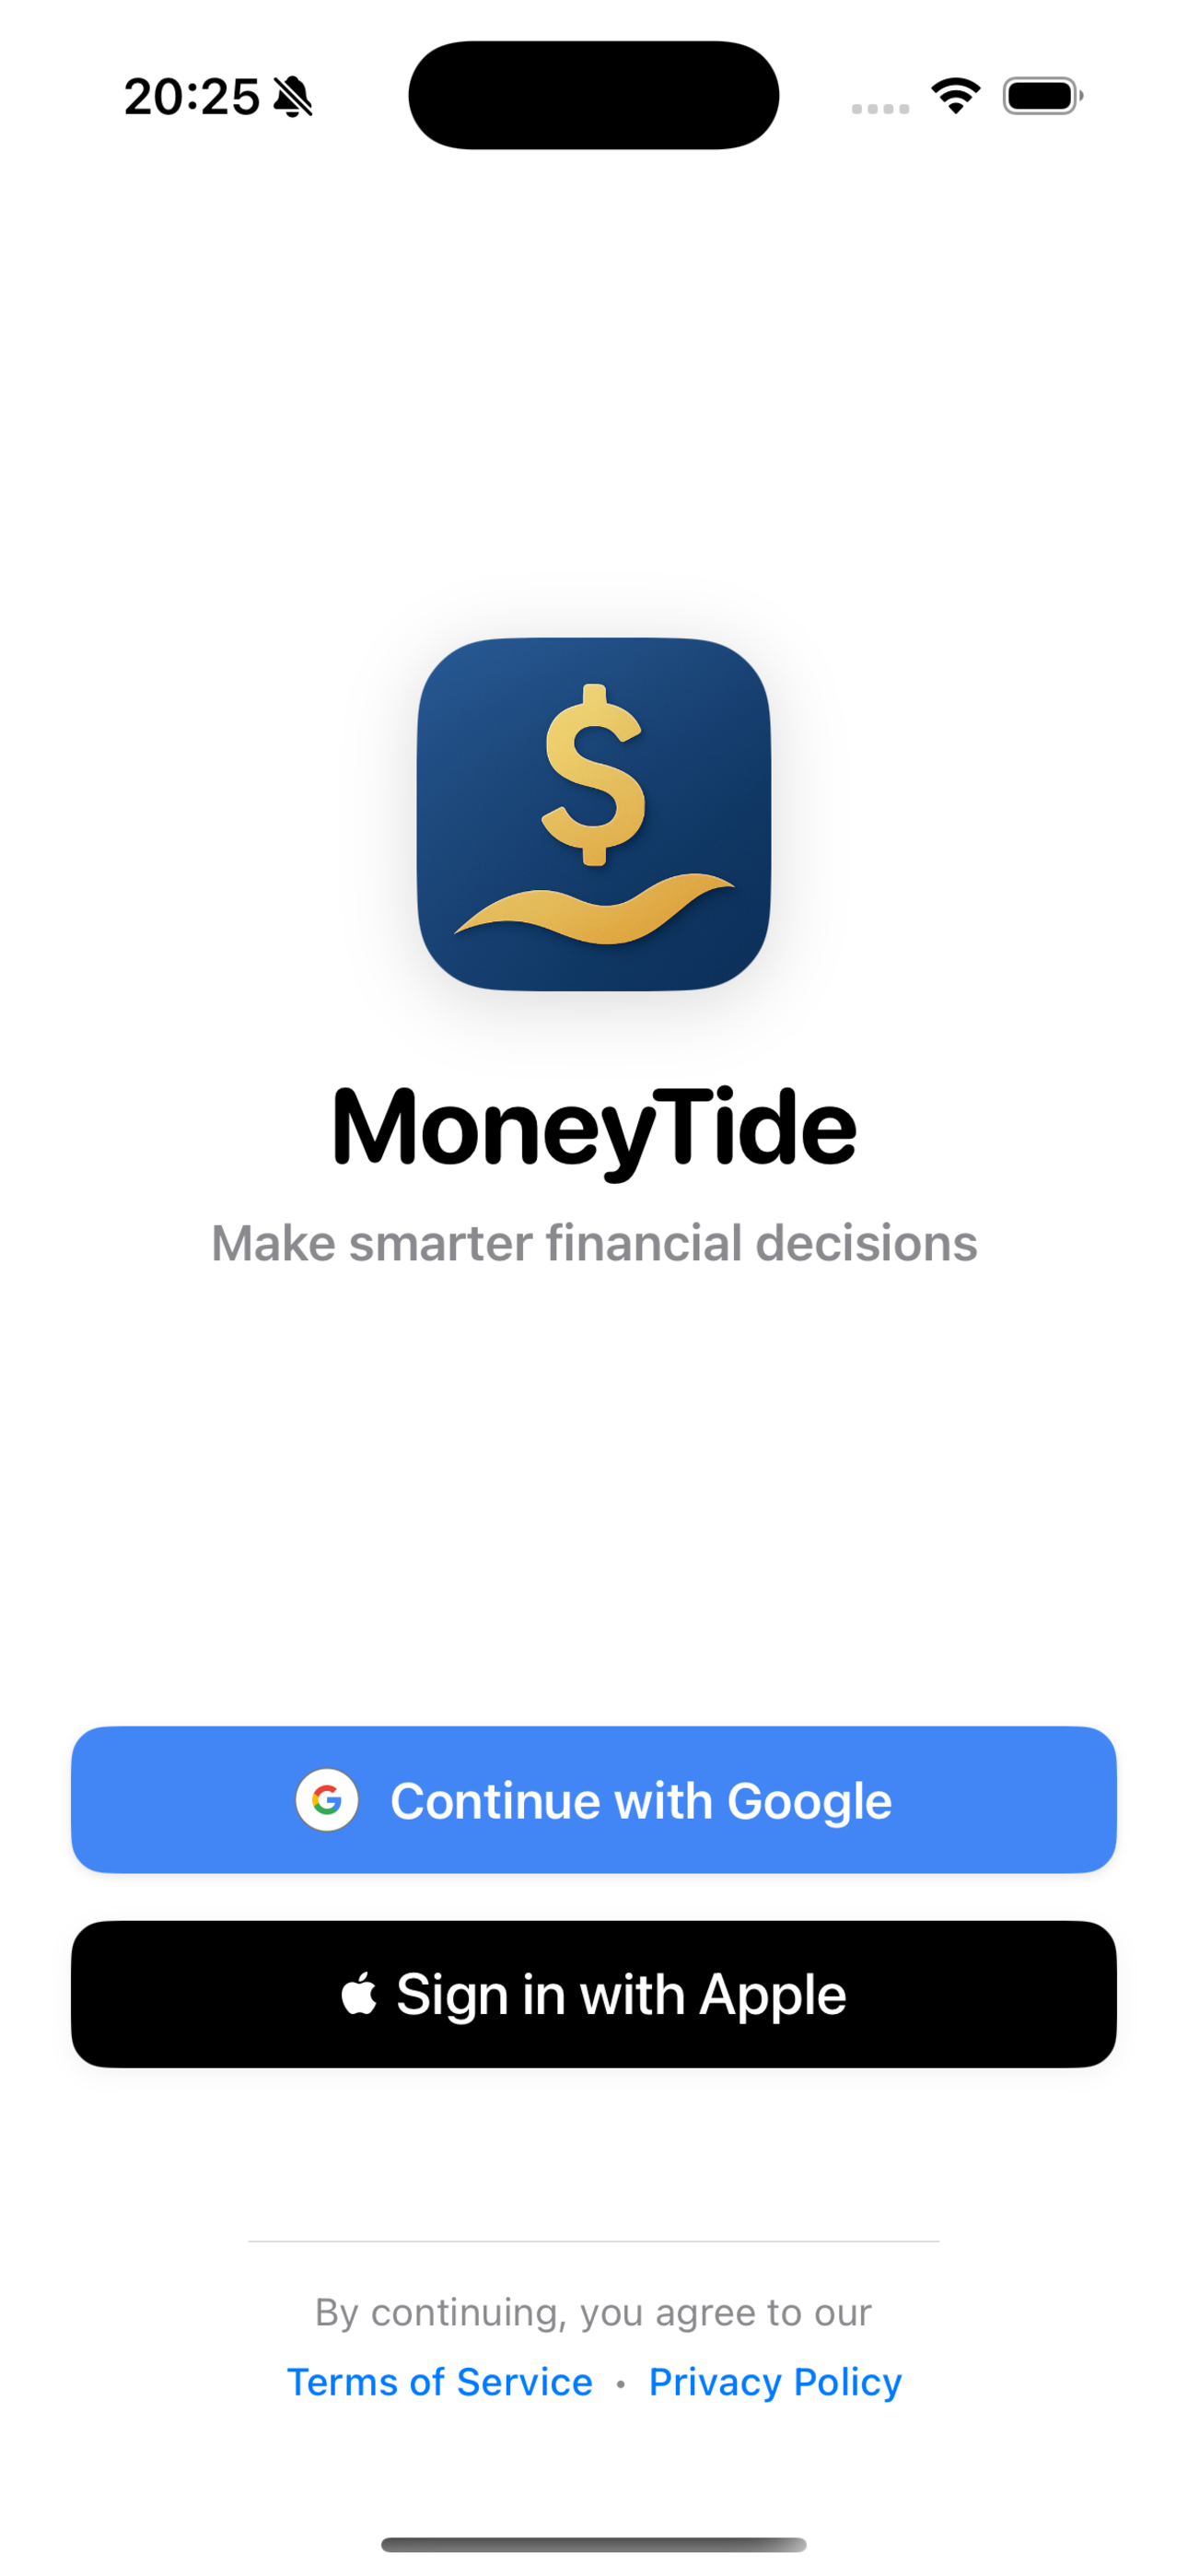 20:25
$
MoneyTide
Make smarter financial decisions
G Continue with Google
Sign in with Apple
By continuing, you agree to our
Terms of Service • Privacy Policy